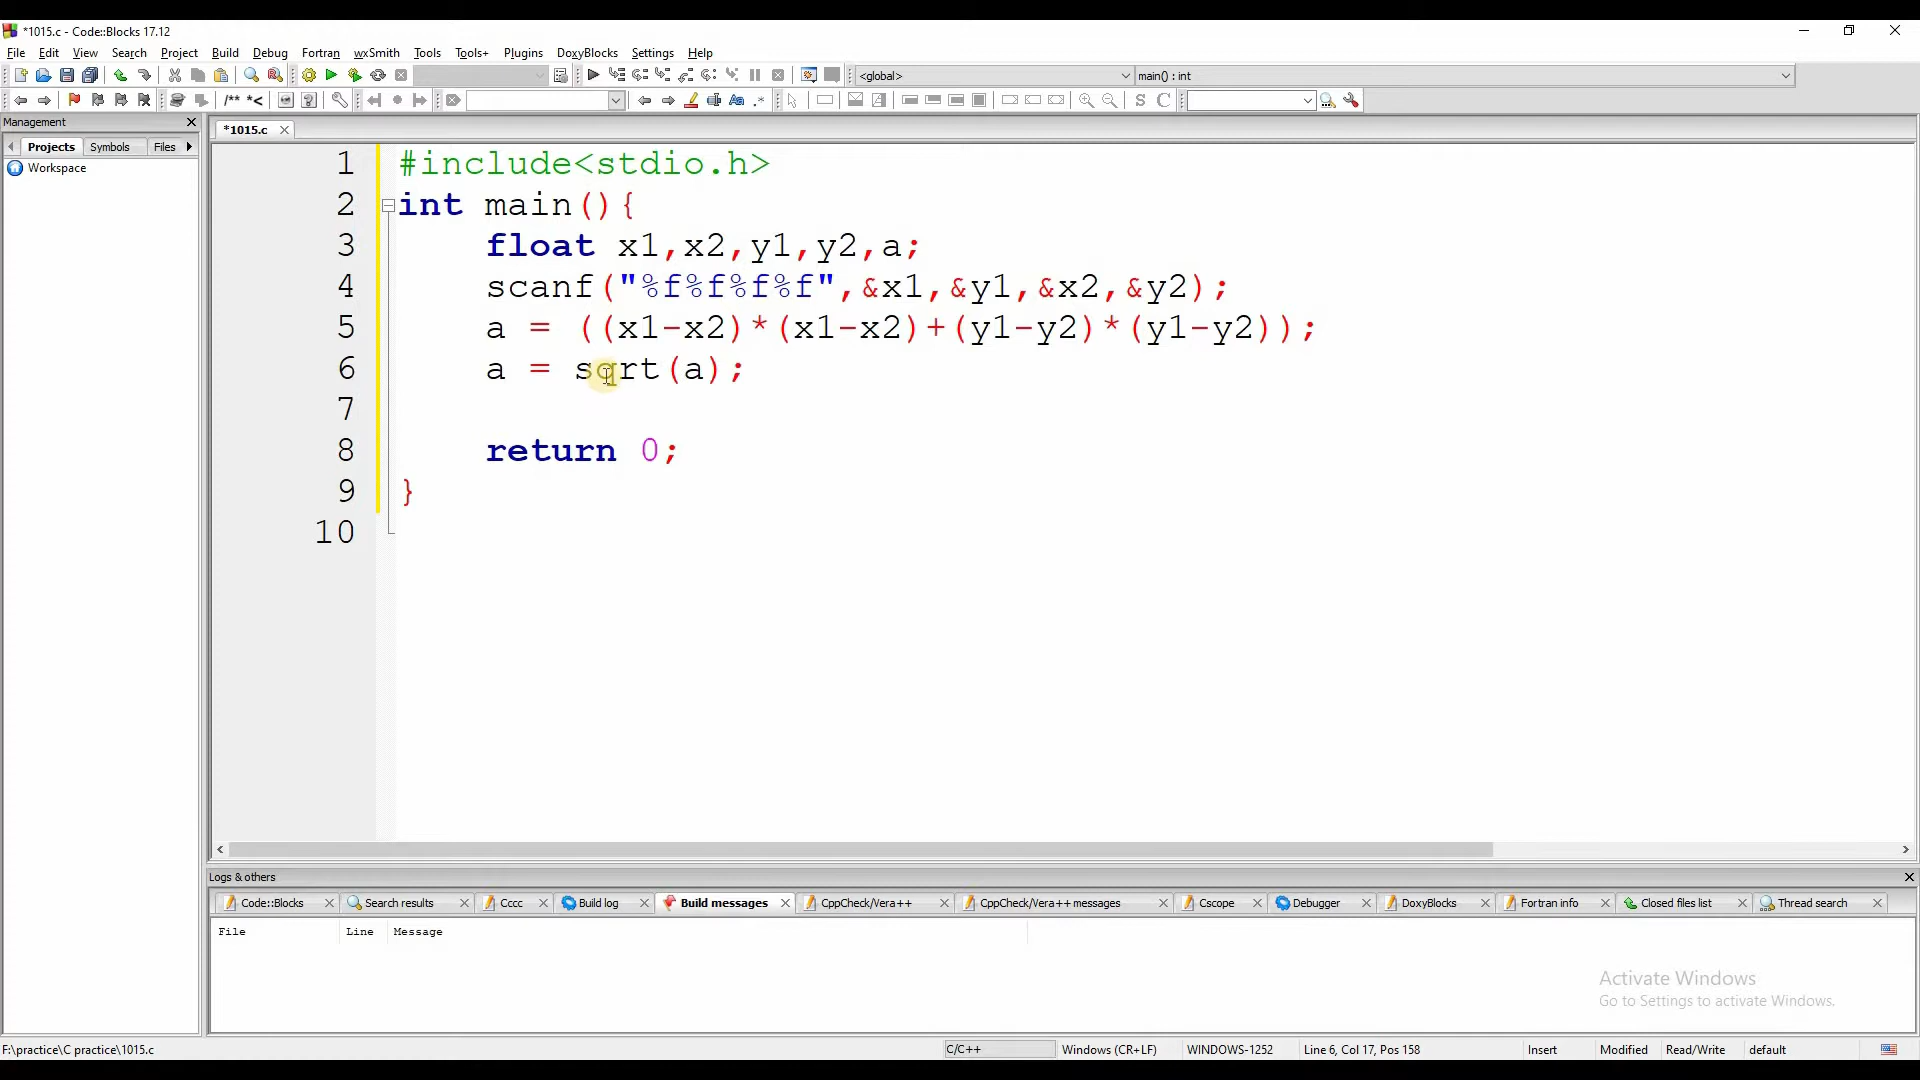 *1015.c - Code::Blocks 17.12
File Edit View Search Project Build Debug Fortran wxSmith Tools Tools+ Plugins DoxyBlocks Settings Help
<global> main() : int
/** *< S C
Management
*1015.c
Projects Symbols Files
Workspace
1 #include<stdio.h>
2 int main(){
3 float x1,x2,y1,y2,a;
4 scanf("%f%f%f%f",&x1,&y1,&x2,&y2);
5 a = ((x1-x2)*(x1-x2)+(y1-y2)*(y1-y2));
6 a = sqrt(a);
7
8 return 0;
9 }
10
Logs & others
Code::Blocks Search results Cccc Build log Build messages CppCheck/Vera++ CppCheck/Vera++ messages Cscope Debugger DoxyBlocks Fortran info Closed files list Thread search
File Line Message
Activate Windows
Go to Settings to activate Windows.
F:\practice\C practice\1015.c C/C++ Windows (CR+LF) WINDOWS-1252 Line 6, Col 17, Pos 158 Insert Modified Read/Write default